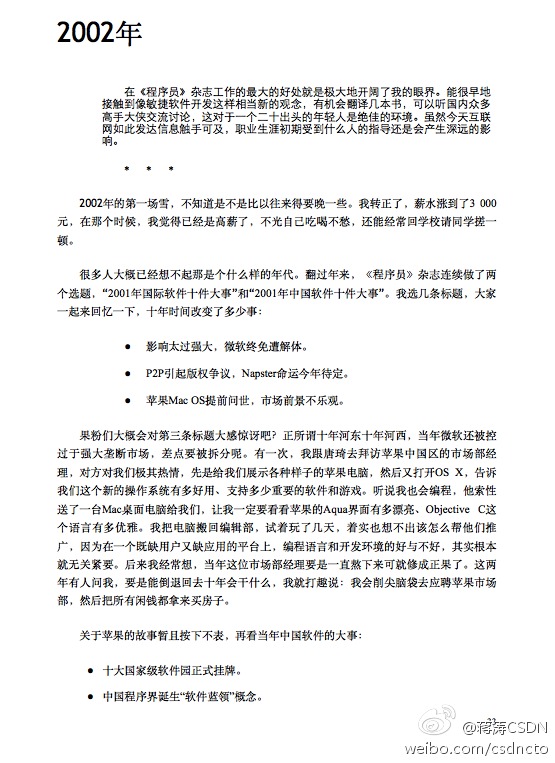 2002年
在《程序员》杂志工作的最大的好处就是极大地开阔了我的眼界。能很早地
接触到像敏捷软件开发这样相当新的观念，有机会翻译几本书，可以听国内众多
高手大侠交流讨论，这对于一个二十出头的年轻人是绝佳的环境。虽然今天互联
网如此发达信息触手可及，职业生涯初期受到什么人的指导还是会产生深远的影
响。
* * *
2002年的第一场雪，不知道是不是比以往来得要晚一些。我转正了，薪水涨到了3 000
元，在那个时候，我觉得已经是高薪了，不光自己吃喝不愁，还能经常回学校请同学搓一
顿。
很多人大概已经想不起那是个什么样的年代。翻过年来，《程序员》杂志连续做了两
个选题，“2001年国际软件十件大事”和“2001年中国软件十件大事”。我选几条标题，大家
一起来回忆一下，十年时间改变了多少事：
● 影响太过强大，微软终免遭解体。
● P2P引起版权争议，Napster命运今年待定。
● 苹果Mac OS提前问世，市场前景不乐观。
果粉们大概会对第三条标题大感惊讶吧？正所谓十年河东十年河西，当年微软还被控
过于强大垄断市场，差点要被拆分呢。有一次，我跟唐琦去拜访苹果中国区的市场部经
理，对方对我们极其热情，先是给我们展示各种样子的苹果电脑，然后又打开OS X，告诉
我们这个新的操作系统有多好用、支持多少重要的软件和游戏。听说我也会编程，他索性
送了一台Mac桌面电脑给我们，让我一定要看看苹果的Aqua界面有多漂亮、Objective C这
个语言有多优雅。我把电脑搬回编辑部，试着玩了几天，着实也想不出该怎么帮他们推
广，因为在一个既缺用户又缺应用的平台上，编程语言和开发环境的好与不好，其实根本
就无关紧要。后来我经常想，当年这位市场部经理要是一直熬下来可就修成正果了。这两
年有人问我，要是能倒退回去十年会干什么，我就打趣说：我会削尖脑袋去应聘苹果市场
部，然后把所有闲钱都拿来买房子。
关于苹果的故事暂且按下不表，再看当年中国软件的大事：
● 十大国家级软件园正式挂牌。
● 中国程序界诞生“软件蓝领”概念。
@蒋涛CSDN
weibo.com/csdncto